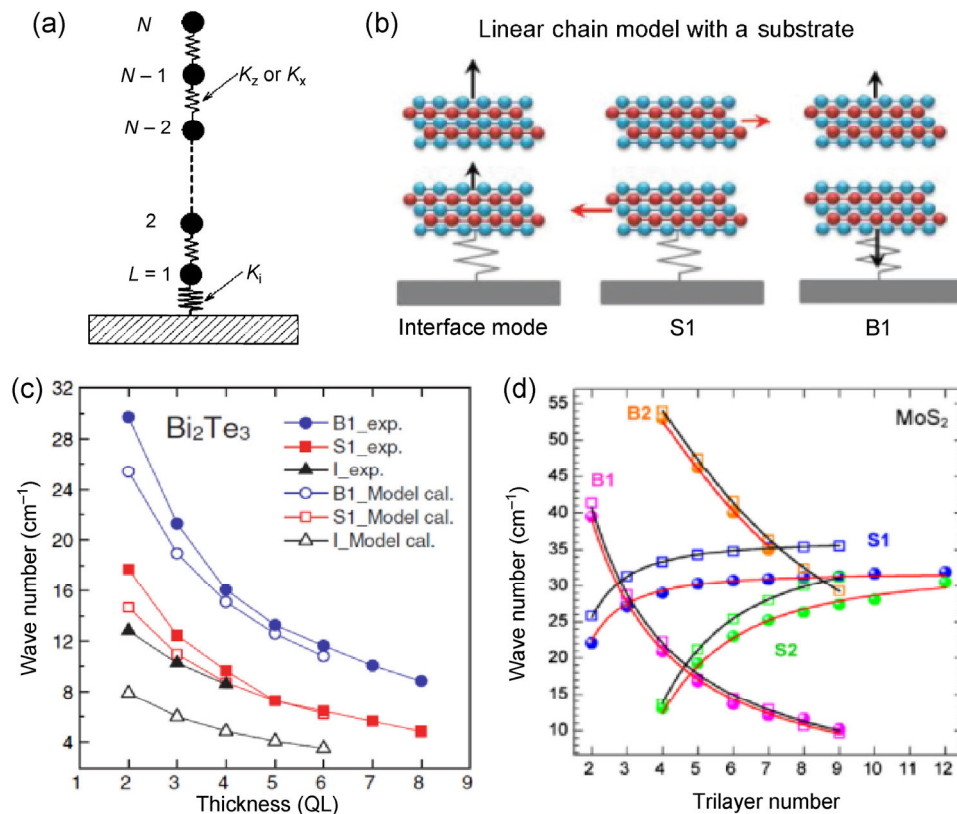 (a)
N
N – 1
K_z or K_x
N – 2
2
L = 1
K_i
(b)
Linear chain model with a substrate
Interface mode
S1
B1
(c)
Wave number (cm⁻¹)
32
28
24
20
16
12
8
4
Bi₂Te₃
B1_exp.
S1_exp.
I_exp.
B1_Model cal.
S1_Model cal.
I_Model cal.
1 2 3 4 5 6 7 8 9
Thickness (QL)
(d)
Wave number (cm⁻¹)
55
50
45
40
35
30
25
20
15
10
B2
MoS₂
B1
S1
S2
2 3 4 5 6 7 8 9 10 11 12
Trilayer number